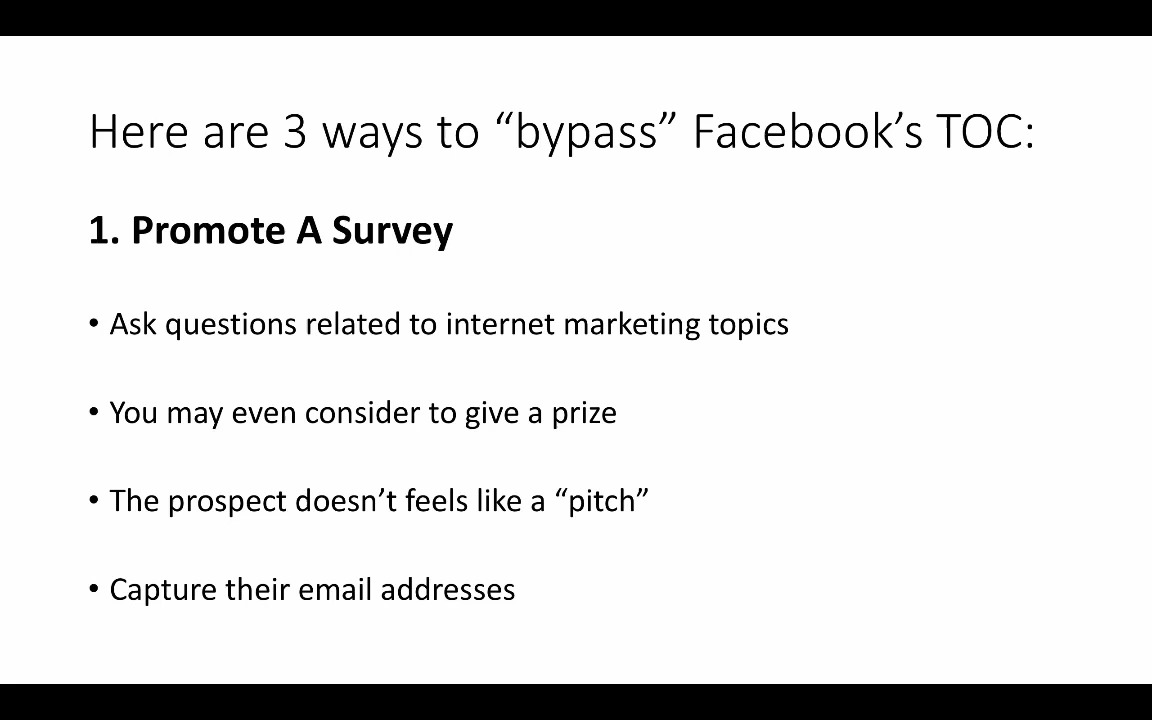 Here are 3 ways to “bypass” Facebook’s TOC:
1. Promote A Survey
• Ask questions related to internet marketing topics
• You may even consider to give a prize
• The prospect doesn’t feels like a “pitch”
• Capture their email addresses